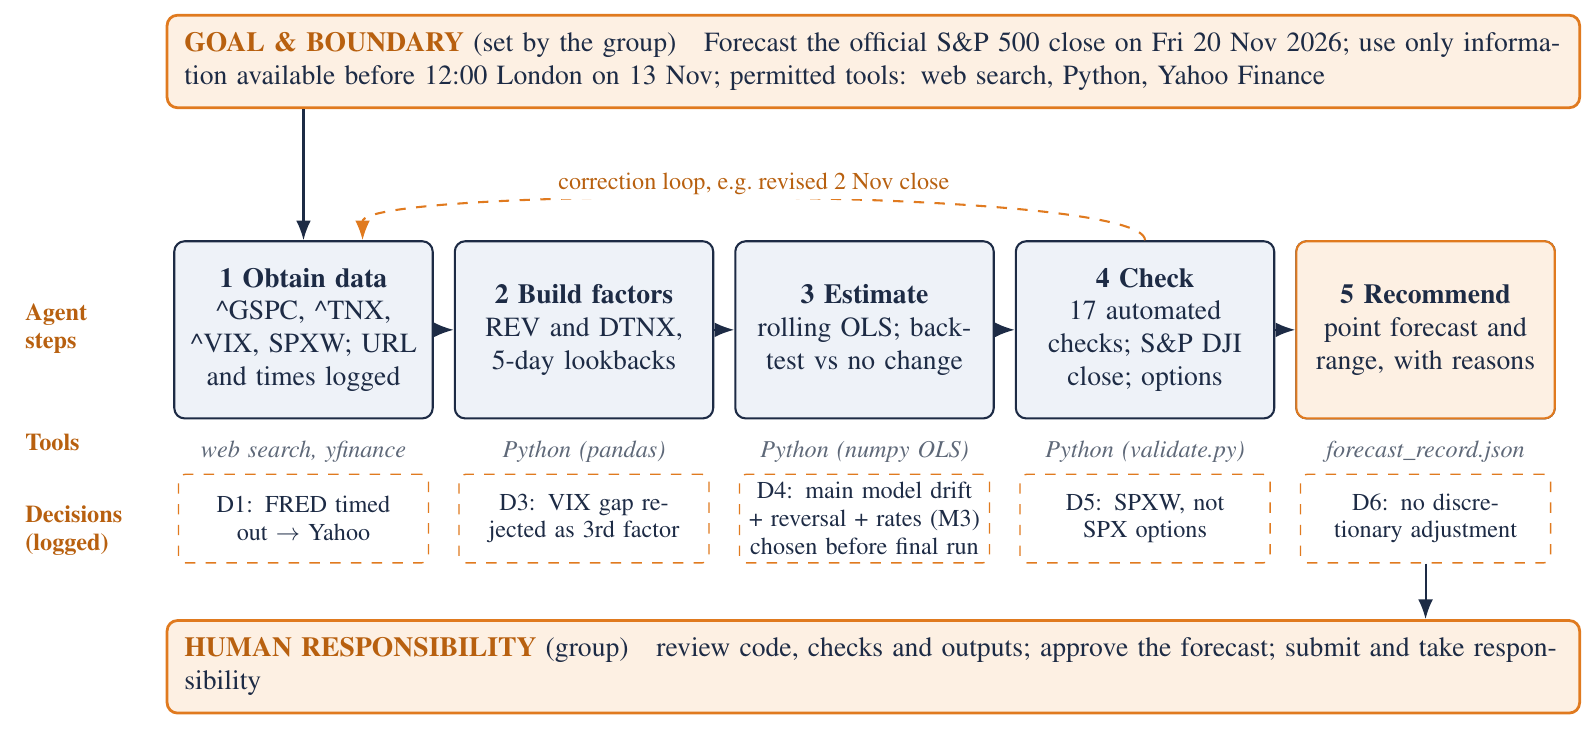 GOAL & BOUNDARY (set by the group) Forecast the official S&P 500 close on Fri 20 Nov 2026; use only informa-
tion available before 12:00 London on 13 Nov; permitted tools: web search, Python, Yahoo Finance
correction loop, e.g. revised 2 Nov close
Agent
steps
1 Obtain data
^GSPC, ^TNX,
^VIX, SPXW; URL
and times logged
2 Build factors
REV and DTNX,
5-day lookbacks
3 Estimate
rolling OLS; back-
test vs no change
4 Check
17 automated
checks; S&P DJI
close; options
5 Recommend
point forecast and
range, with reasons
Tools
web search, yfinance
Python (pandas)
Python (numpy OLS)
Python (validate.py)
forecast_record.json
Decisions
(logged)
D1: FRED timed
out → Yahoo
D3: VIX gap re-
jected as 3rd factor
D4: main model drift
+ reversal + rates (M3)
chosen before final run
D5: SPXW, not
SPX options
D6: no discre-
tionary adjustment
HUMAN RESPONSIBILITY (group) review code, checks and outputs; approve the forecast; submit and take respon-
sibility